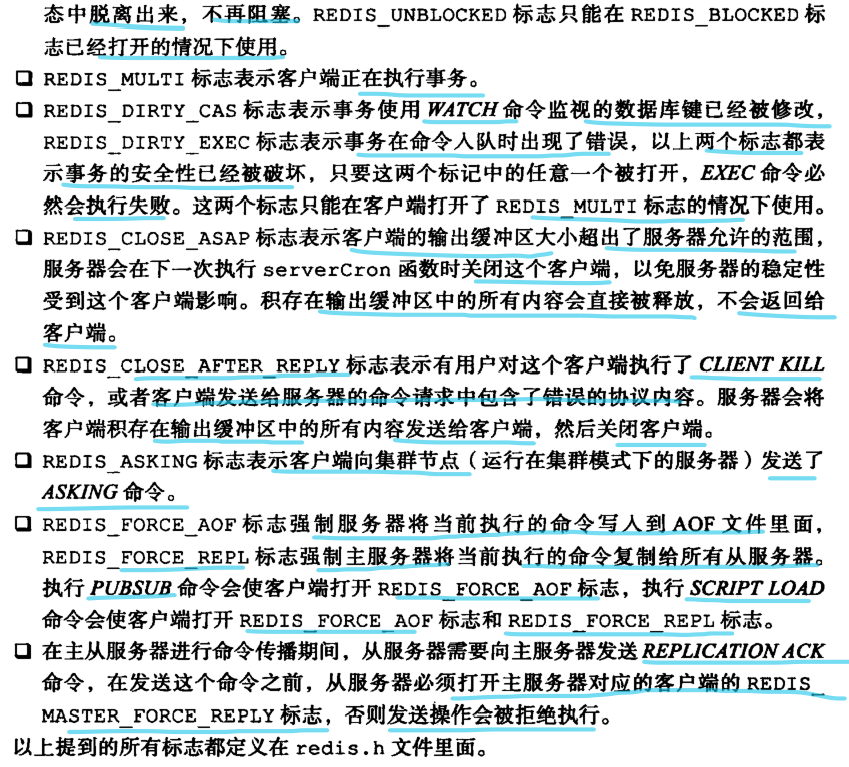 态中脱离出来，不再阻塞。REDIS_UNBLOCKED 标志只能在 REDIS_BLOCKED 标
志已经打开的情况下使用。
❑ REDIS_MULTI 标志表示客户端正在执行事务。
❑ REDIS_DIRTY_CAS 标志表示事务使用 WATCH 命令监视的数据库键已经被修改，
REDIS_DIRTY_EXEC 标志表示事务在命令入队时出现了错误，以上两个标志都表
示事务的安全性已经被破坏，只要这两个标记中的任意一个被打开，EXEC 命令必
然会执行失败。这两个标志只能在客户端打开了 REDIS_MULTI 标志的情况下使用。
❑ REDIS_CLOSE_ASAP 标志表示客户端的输出缓冲区大小超出了服务器允许的范围，
服务器会在下一次执行 serverCron 函数时关闭这个客户端，以免服务器的稳定性
受到这个客户端影响。积存在输出缓冲区中的所有内容会直接被释放，不会返回给
客户端。
❑ REDIS_CLOSE_AFTER_REPLY 标志表示有用户对这个客户端执行了 CLIENT KILL
命令，或者客户端发送给服务器的命令请求中包含了错误的协议内容。服务器会将
客户端积存在输出缓冲区中的所有内容发送给客户端，然后关闭客户端。
❑ REDIS_ASKING 标志表示客户端向集群节点（运行在集群模式下的服务器）发送了
ASKING 命令。
❑ REDIS_FORCE_AOF 标志强制服务器将当前执行的命令写入到 AOF 文件里面，
REDIS_FORCE_REPL 标志强制主服务器将当前执行的命令复制给所有从服务器。
执行 PUBSUB 命令会使客户端打开 REDIS_FORCE_AOF 标志，执行 SCRIPT LOAD
命令会使客户端打开 REDIS_FORCE_AOF 标志和 REDIS_FORCE_REPL 标志。
❑ 在主从服务器进行命令传播期间，从服务器需要向主服务器发送 REPLICATION ACK
命令，在发送这个命令之前，从服务器必须打开主服务器对应的客户端的 REDIS_
MASTER_FORCE_REPLY 标志，否则发送操作会被拒绝执行。
以上提到的所有标志都定义在 redis.h 文件里面。